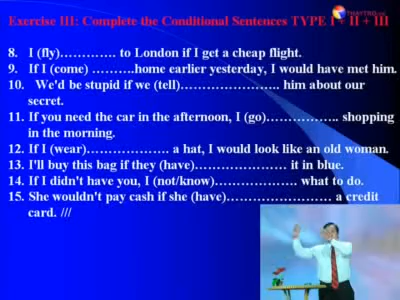 Exercise III: Complete the Conditional Sentences TYPE I + II + III
8. I (fly)…………. to London if I get a cheap flight.
9. If I (come) ……….home earlier yesterday, I would have met him.
10. We'd be stupid if we (tell)………………….. him about our
secret.
11. If you need the car in the afternoon, I (go)…………….. shopping
in the morning.
12. If I (wear)………………. a hat, I would look like an old woman.
13. I'll buy this bag if they (have)………………… it in blue.
14. If I didn't have you, I (not/know)………………. what to do.
15. She wouldn't pay cash if she (have)…………………… a credit
card. ///